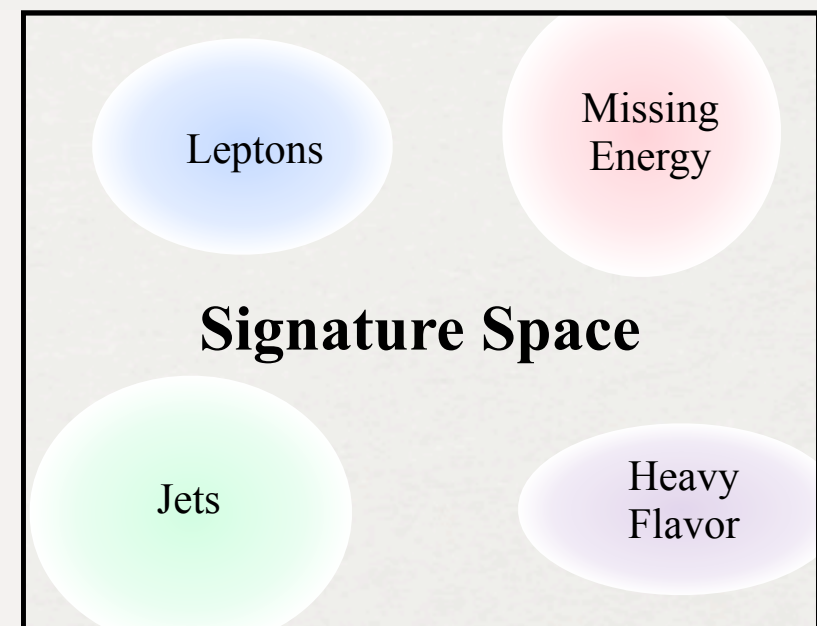 Leptons
Missing
Energy
Signature Space
Jets
Heavy
Flavor